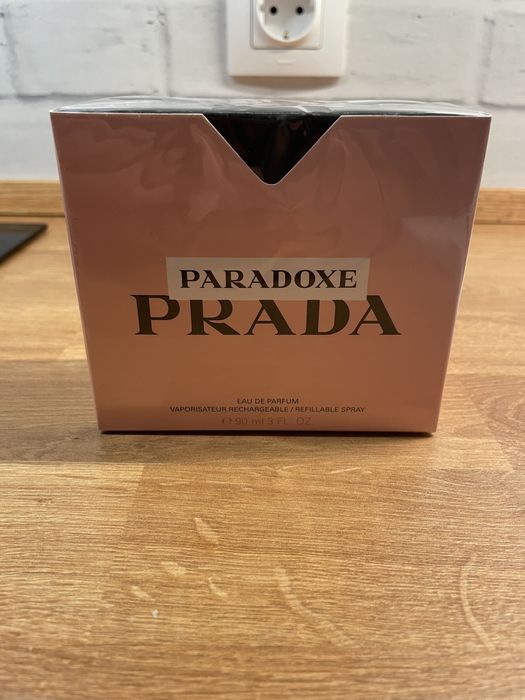 PARADOXE
PRADA
EAU DE PARFUM
VAPORISATEUR RECHARGEABLE / REFILLABLE SPRAY
℮ 90 ml 3 FL. OZ.